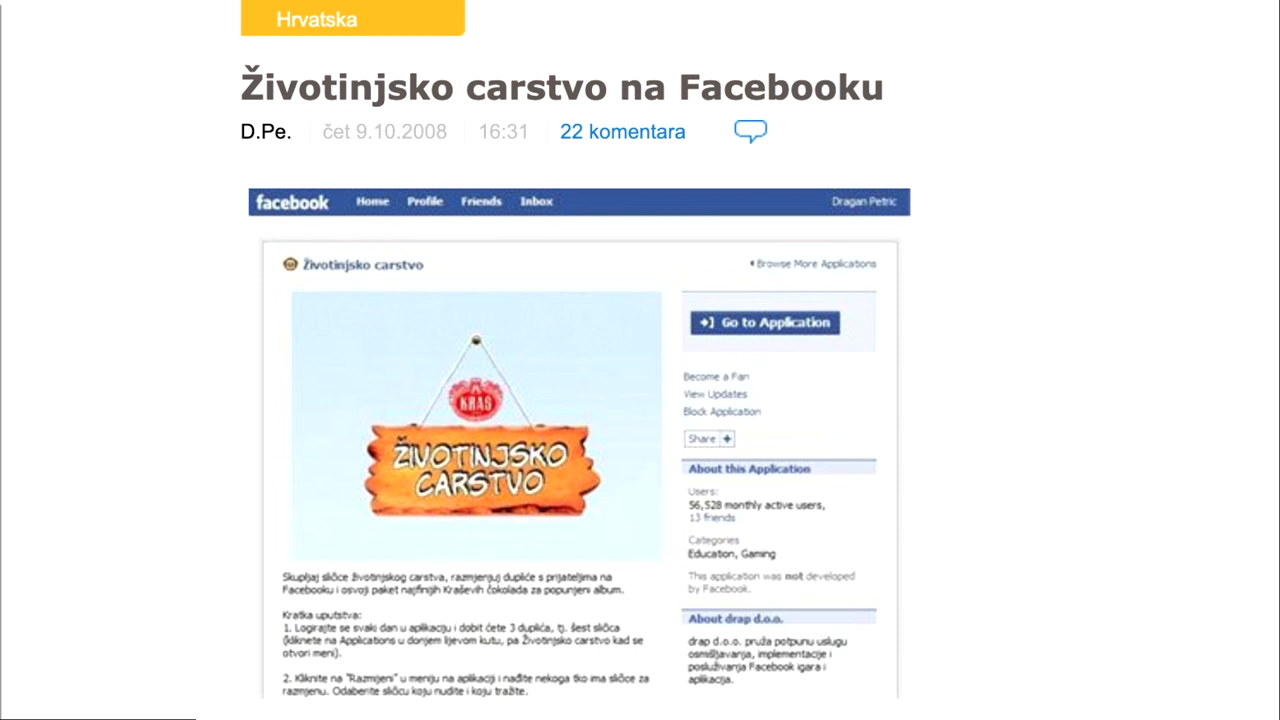 Hrvatska
Životinjsko carstvo na Facebooku
D.Pe. čet 9.10.2008 16:31 22 komentara
facebook Home Profile Friends Inbox Dragan Petric
Životinjsko carstvo Browse More Applications
KRAŠ
ŽIVOTINJSKO
CARSTVO
Skupljaj sličice životinjskog carstva, razmjenjuj dupliće s prijateljima na
Facebooku i osvoji paket najfinijih Kraševih čokolada za popunjeni album.
Kratka uputstva:
1. Logirajte se svaki dan u aplikaciju i dobit ćete 3 duplića, tj. šest sličica
(kliknete na Applications u donjem lijevom kutu, pa Životnjsko carstvo kad se
otvori meni).
2. Kliknite na "Razmijeni" u meniju na aplikaciji i nađite nekoga tko ima sličice za
razmjenu. Odaberite sličicu koju nudite i koju tražite.
Go to Application
Become a Fan
View Updates
Block Application
Share +
About this Application
Users:
56,528 monthly active users,
13 friends
Categories
Education, Gaming
This application was not developed
by Facebook.
About drap d.o.o.
drap d.o.o. pruža potpunu uslugu
osmišljavanja, implementacije i
posluživanja Facebook igara i
aplikacija.